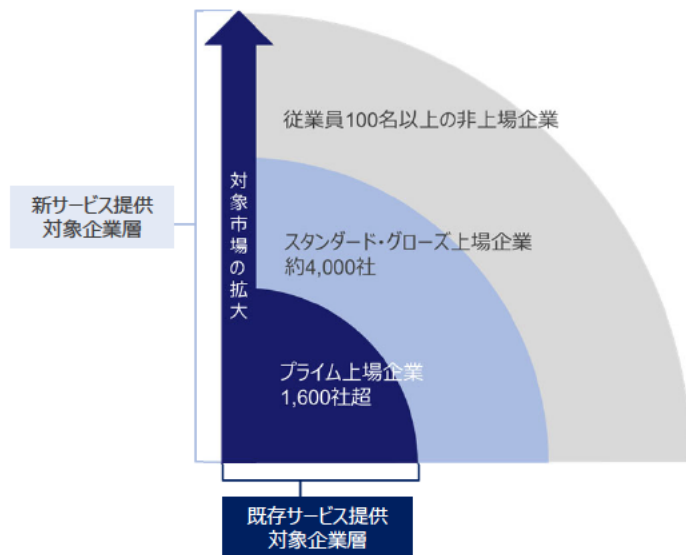 従業員100名以上の非上場企業
新サービス提供
対象企業層
対象市場の拡大
スタンダード・グローズ上場企業
約4,000社
プライム上場企業
1,600社超
既存サービス提供
対象企業層